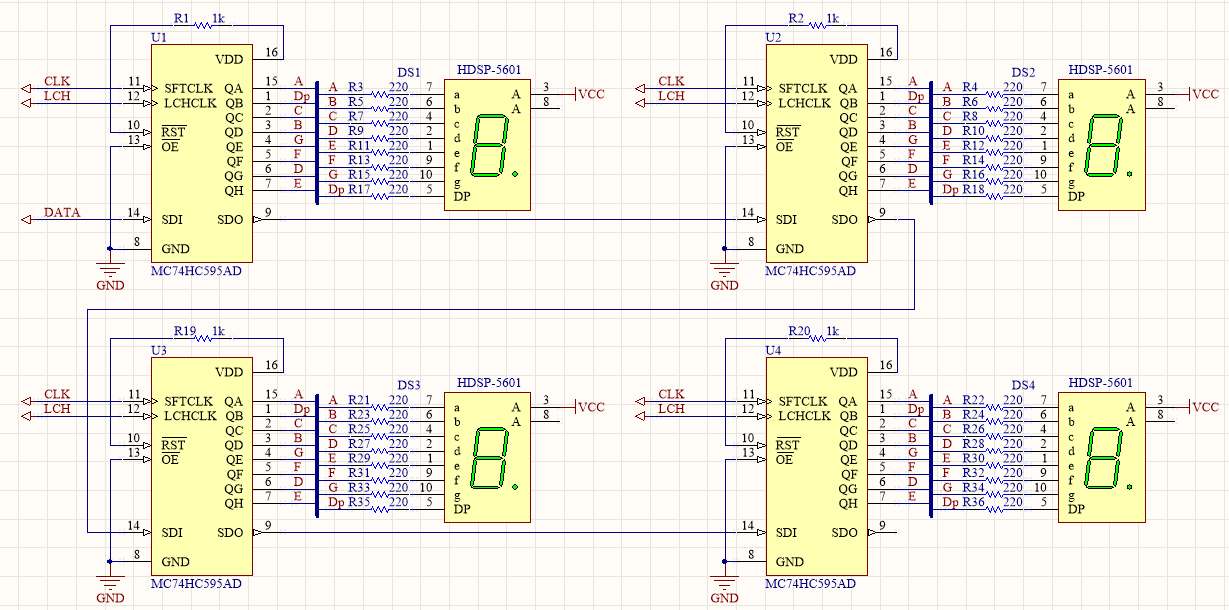 R1 1k
U1
VDD 16
CLK 11 SFTCLK QA 15 A
LCH 12 LCHCLK QB 1 Dp
QC 2 C
10 RST QD 3 B
13 OE QE 4 G
QF 5 F
QG 6 D
QH 7 E
DATA 14 SDI SDO 9
8 GND
MC74HC595AD
GND
DS1 HDSP-5601
A R3 220 7 a A 3 VCC
B R5 220 6 b A 8
C R7 220 4 c
D R9 220 2 d
E R11 220 1 e
F R13 220 9 f
G R15 220 10 g
Dp R17 220 5 DP
R2 1k
U2
VDD 16
CLK 11 SFTCLK QA 15 A
LCH 12 LCHCLK QB 1 Dp
QC 2 C
10 RST QD 3 B
13 OE QE 4 G
QF 5 F
QG 6 D
QH 7 E
14 SDI SDO 9
8 GND
MC74HC595AD
GND
DS2 HDSP-5601
A R4 220 7 a A 3 VCC
B R6 220 6 b A 8
C R8 220 4 c
D R10 220 2 d
E R12 220 1 e
F R14 220 9 f
G R16 220 10 g
Dp R18 220 5 DP
R19 1k
U3
VDD 16
CLK 11 SFTCLK QA 15 A
LCH 12 LCHCLK QB 1 Dp
QC 2 C
10 RST QD 3 B
13 OE QE 4 G
QF 5 F
QG 6 D
QH 7 E
14 SDI SDO 9
8 GND
MC74HC595AD
GND
DS3 HDSP-5601
A R21 220 7 a A 3 VCC
B R23 220 6 b A 8
C R25 220 4 c
D R27 220 2 d
E R29 220 1 e
F R31 220 9 f
G R33 220 10 g
Dp R35 220 5 DP
R20 1k
U4
VDD 16
CLK 11 SFTCLK QA 15 A
LCH 12 LCHCLK QB 1 Dp
QC 2 C
10 RST QD 3 B
13 OE QE 4 G
QF 5 F
QG 6 D
QH 7 E
14 SDI SDO 9
8 GND
MC74HC595AD
GND
DS4 HDSP-5601
A R22 220 7 a A 3 VCC
B R24 220 6 b A 8
C R26 220 4 c
D R28 220 2 d
E R30 220 1 e
F R32 220 9 f
G R34 220 10 g
Dp R36 220 5 DP